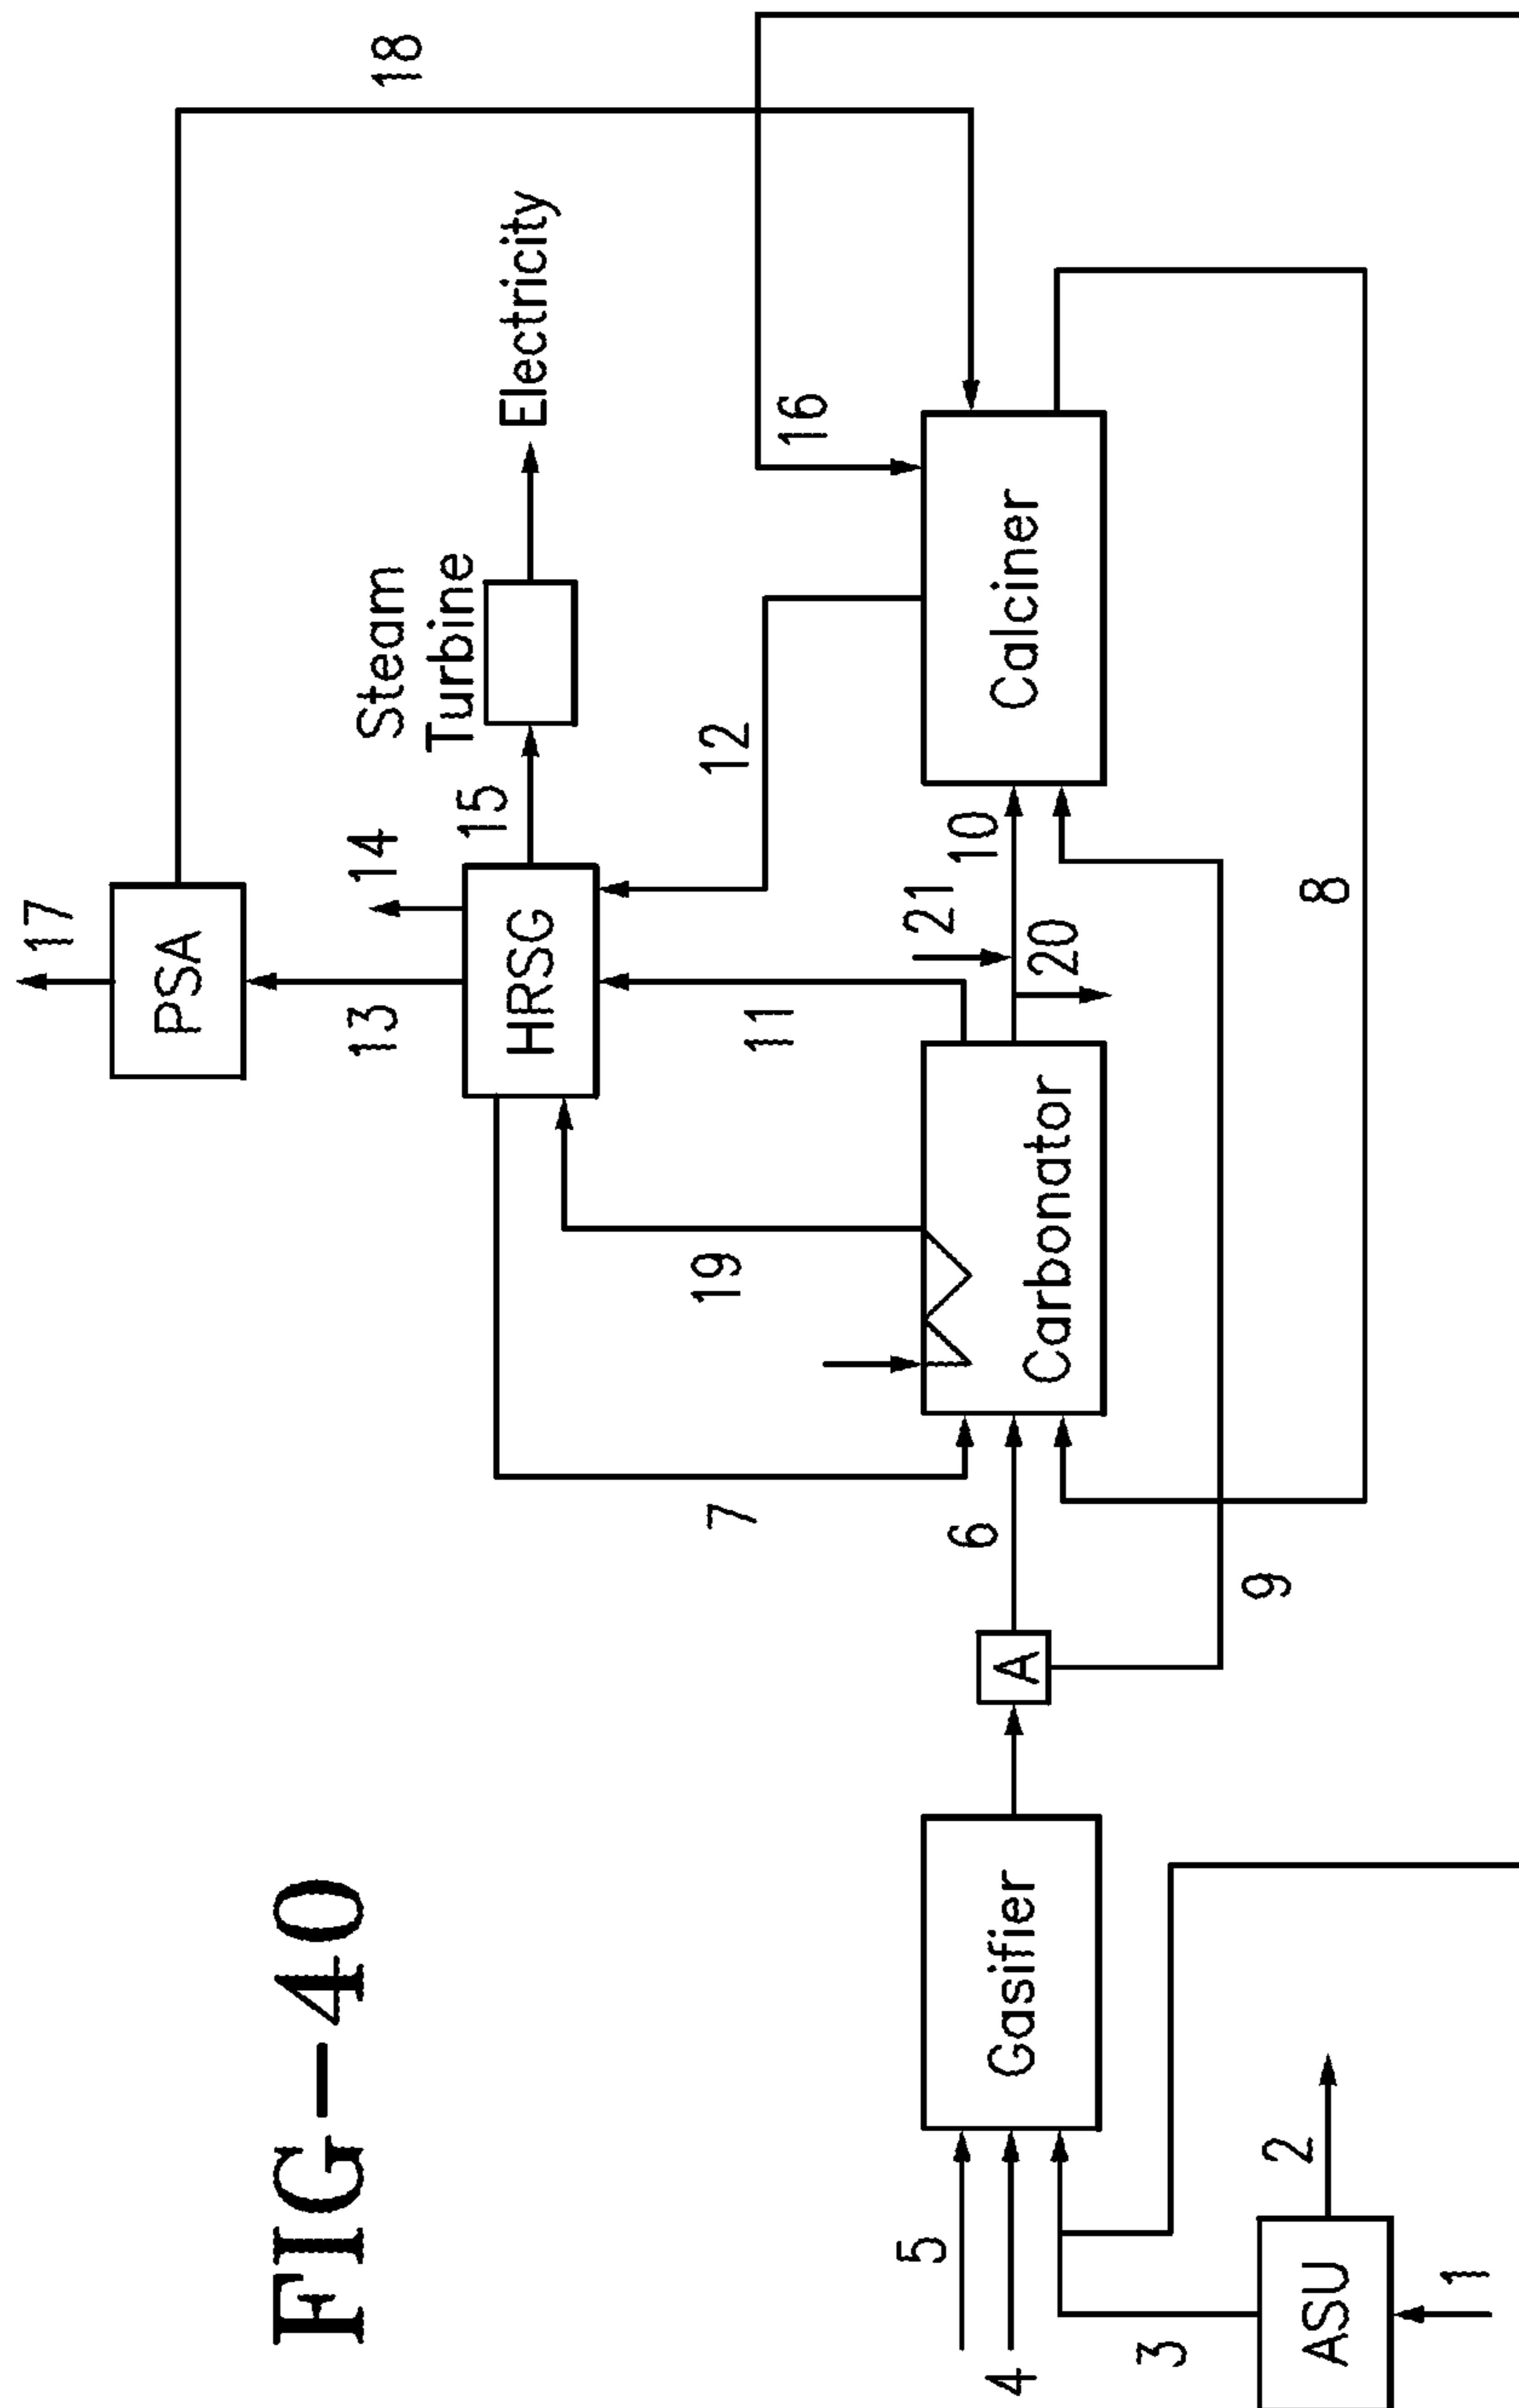 FIG-40
17
PSA
18
13
14
Steam
Turbine
15
HRSG
Electricity
19
12
7
11
16
5
21
6
10
4
Gasifier
A
Carbonator
20
Calciner
3
9
2
8
ASU
1